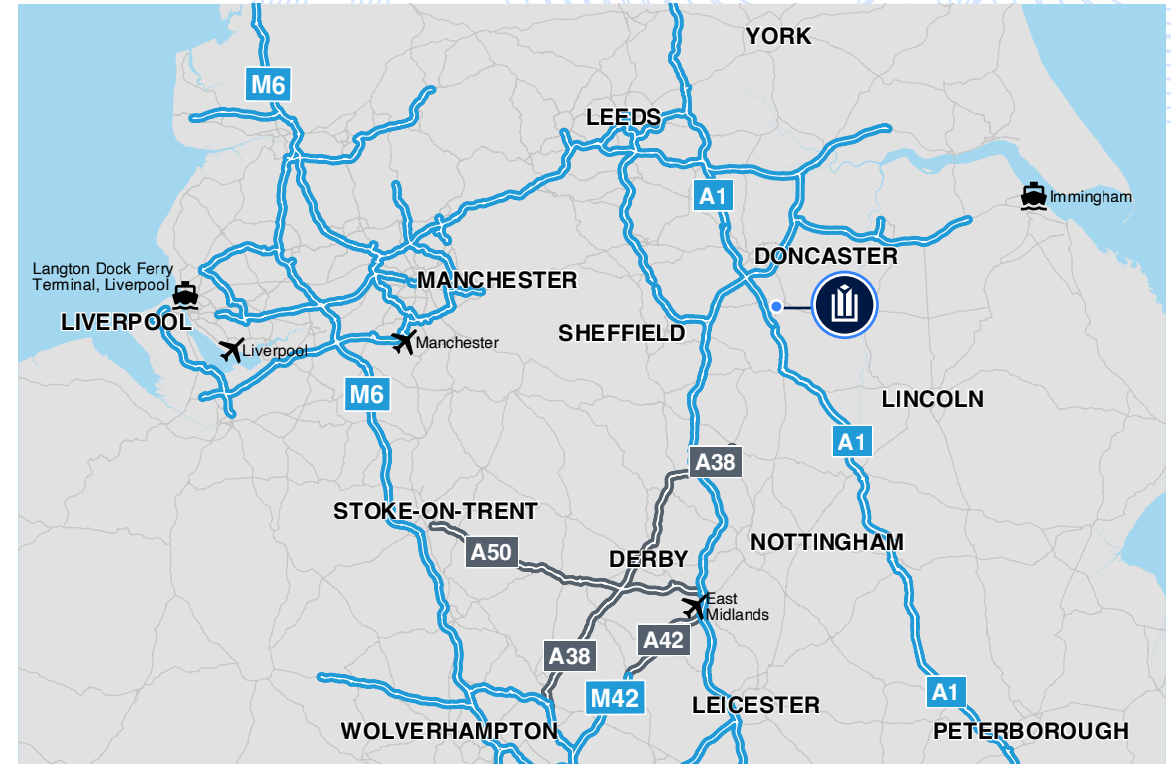 YORK
M6
LEEDS
A1
Immingham
DONCASTER
Langton Dock Ferry
Terminal, Liverpool
MANCHESTER
LIVERPOOL
SHEFFIELD
Liverpool
Manchester
M6
LINCOLN
A1
A38
STOKE-ON-TRENT
A50
NOTTINGHAM
DERBY
East
Midlands
A42
A38
M42
A1
LEICESTER
WOLVERHAMPTON
PETERBOROUGH